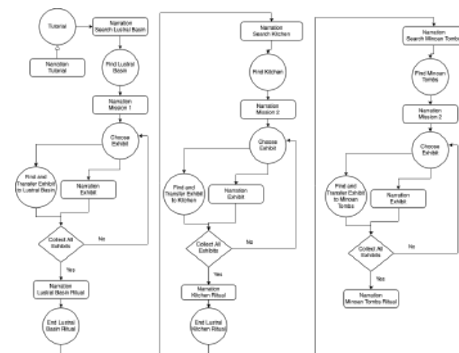 Tutorial
Narration
Tutorial
Narration
Search Lustral Basin
Find Lustral
Basin
Narration
Mission 1
Choose
Exhibit
Find and
Transfer Exhibit
to Lustral Basin
Narration
Exhibit
Collect All
Exhibits
No
Yes
Narration
Lustral Basin Ritual
End Lustral
Basin Ritual
Narration
Search Kitchen
Find Kitchen
Narration
Mission 2
Choose
Exhibit
Find and
Transfer Exhibit
to Kitchen
Narration
Exhibit
Collect All
Exhibits
No
Yes
Narration
Kitchen Ritual
End Lustral
Kitchen Ritual
Narration
Search Minoan Tombs
Find Minoan
Tombs
Narration
Mission 2
Choose
Exhibit
Find and
Transfer Exhibit
to Minoan
Tombs
Narration
Exhibit
Collect All
Exhibits
No
Yes
Narration
Minoan Tombs Ritual